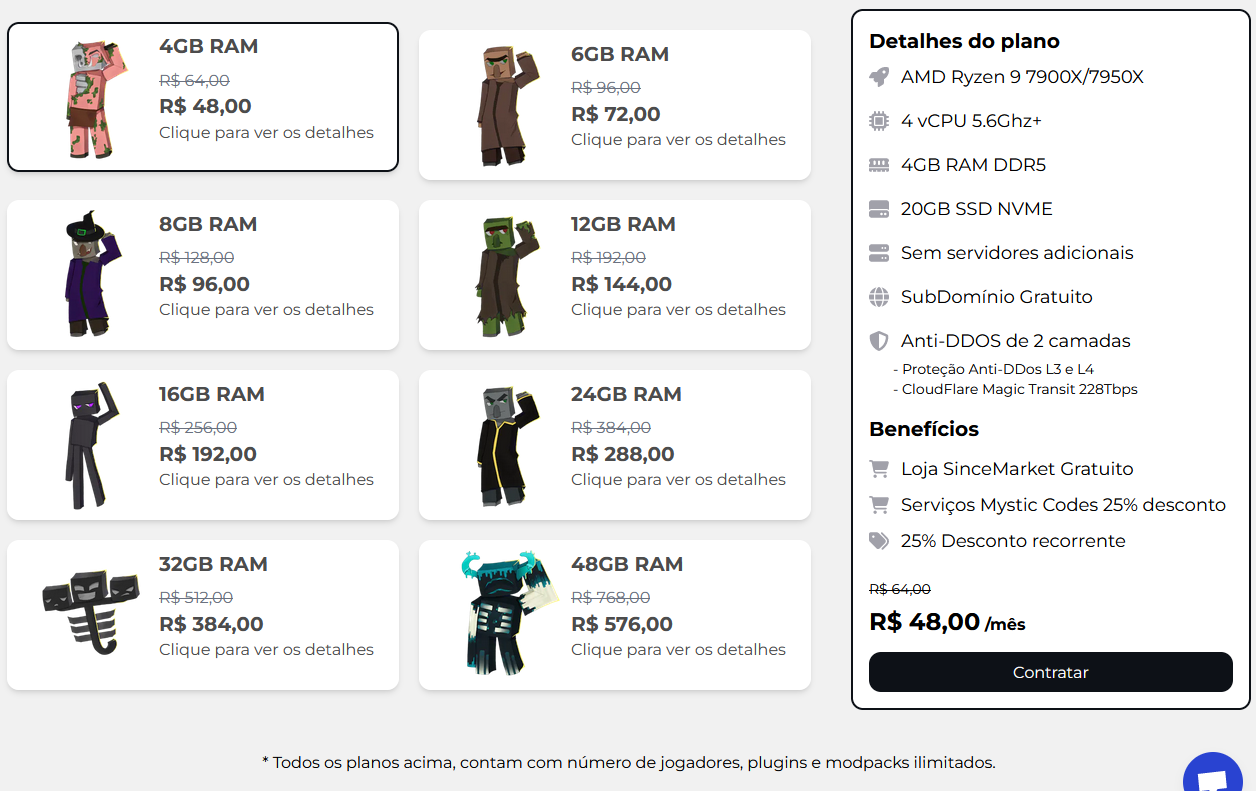 4GB RAM
R$ 64,00
R$ 48,00
Clique para ver os detalhes
6GB RAM
R$ 96,00
R$ 72,00
Clique para ver os detalhes
8GB RAM
R$ 128,00
R$ 96,00
Clique para ver os detalhes
12GB RAM
R$ 192,00
R$ 144,00
Clique para ver os detalhes
16GB RAM
R$ 256,00
R$ 192,00
Clique para ver os detalhes
24GB RAM
R$ 384,00
R$ 288,00
Clique para ver os detalhes
32GB RAM
R$ 512,00
R$ 384,00
Clique para ver os detalhes
48GB RAM
R$ 768,00
R$ 576,00
Clique para ver os detalhes
Detalhes do plano
AMD Ryzen 9 7900X/7950X
4 vCPU 5.6Ghz+
4GB RAM DDR5
20GB SSD NVME
Sem servidores adicionais
SubDomínio Gratuito
Anti-DDOS de 2 camadas
- Proteção Anti-DDos L3 e L4
- CloudFlare Magic Transit 228Tbps
Benefícios
Loja SinceMarket Gratuito
Serviços Mystic Codes 25% desconto
25% Desconto recorrente
R$ 64,00
R$ 48,00 /mês
Contratar
* Todos os planos acima, contam com número de jogadores, plugins e modpacks ilimitados.